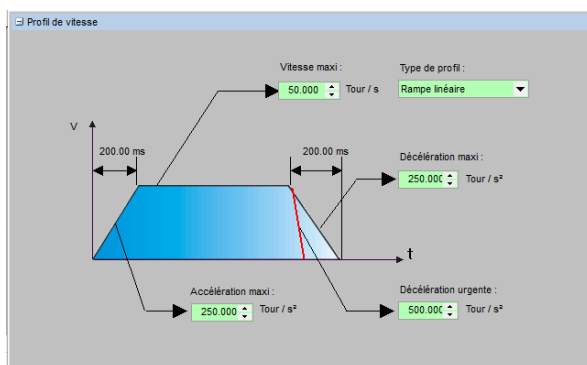 Profil de vitesse
Vitesse maxi :
Type de profil :
50.000 Tour / s
Rampe linéaire
V
200.00 ms
200.00 ms
Décélération maxi :
250.000 Tour / s²
t
Accélération maxi :
Décélération urgente :
250.000 Tour / s²
500.000 Tour / s²